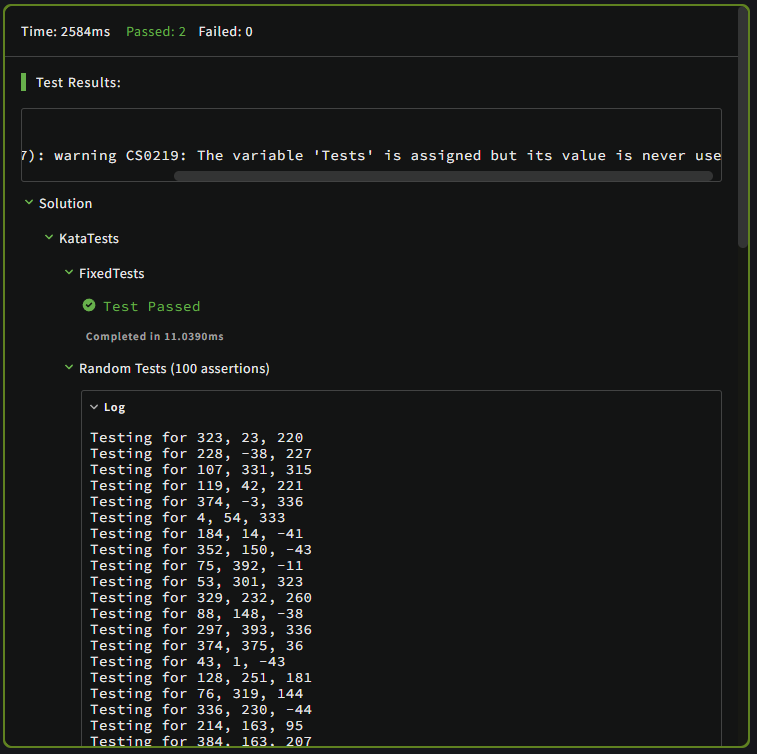 Time: 2584ms Passed: 2 Failed: 0
Test Results:
7): warning CS0219: The variable 'Tests' is assigned but its value is never use
Solution
KataTests
FixedTests
Test Passed
Completed in 11.0390ms
Random Tests (100 assertions)
Log
Testing for 323, 23, 220
Testing for 228, -38, 227
Testing for 107, 331, 315
Testing for 119, 42, 221
Testing for 374, -3, 336
Testing for 4, 54, 333
Testing for 184, 14, -41
Testing for 352, 150, -43
Testing for 75, 392, -11
Testing for 53, 301, 323
Testing for 329, 232, 260
Testing for 88, 148, -38
Testing for 297, 393, 336
Testing for 374, 375, 36
Testing for 43, 1, -43
Testing for 128, 251, 181
Testing for 76, 319, 144
Testing for 336, 230, -44
Testing for 214, 163, 95
Testing for 384, 163, 207